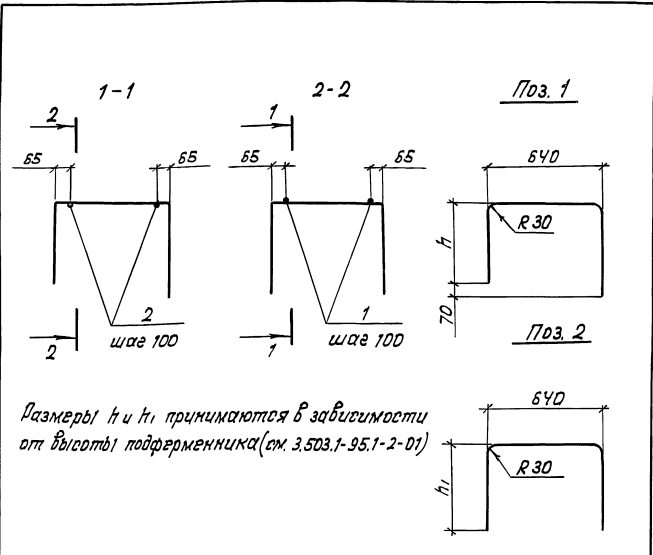 1-1
2-2
Поз. 1
2
1
65
65
65
65
640
h
R 30
70
2
шаг 100
1
шаг 100
2
1
Поз. 2
640
R 30
h₁
Размеры h и h₁ принимаются в зависимости
от высоты подферменника (см. 3.503.1-95.1-2-01)